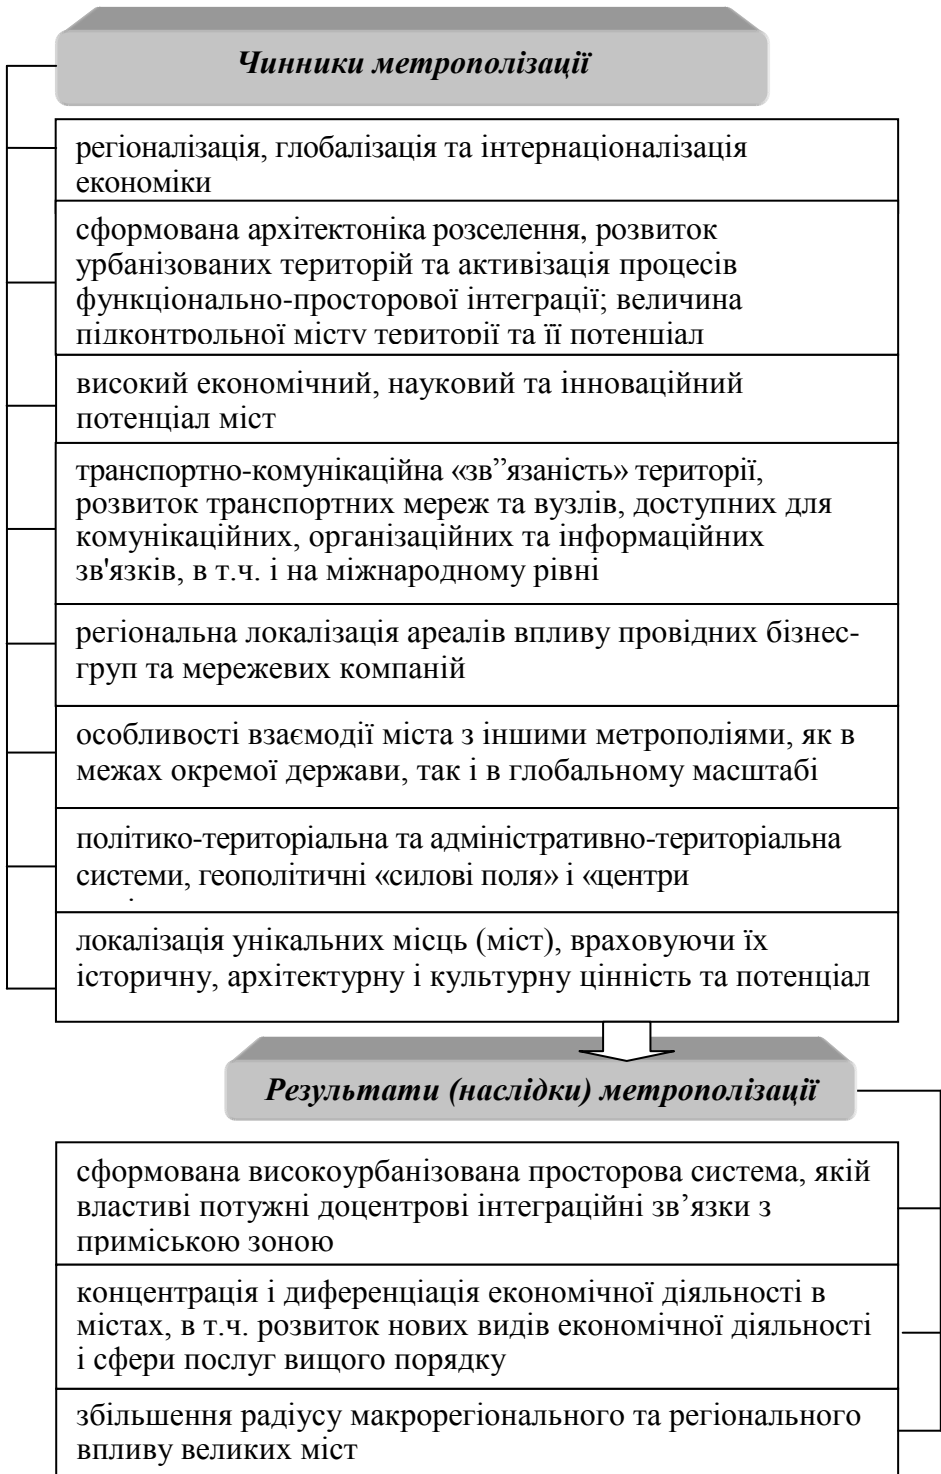 Чинники метрополізації
регіоналізація, глобалізація та інтернаціоналізація
економіки
сформована архітектоніка розселення, розвиток
урбанізованих територій та активізація процесів
функціонально-просторової інтеграції; величина
підконтрольної місту території та її потенціал
високий економічний, науковий та інноваційний
потенціал міст
транспортно-комунікаційна «зв”язаність» території,
розвиток транспортних мереж та вузлів, доступних для
комунікаційних, організаційних та інформаційних
зв'язків, в т.ч. і на міжнародному рівні
регіональна локалізація ареалів впливу провідних бізнес-
груп та мережевих компаній
особливості взаємодії міста з іншими метрополіями, як в
межах окремої держави, так і в глобальному масштабі
політико-територіальна та адміністративно-територіальна
системи, геополітичні «силові поля» і «центри
локалізація унікальних місць (міст), враховуючи їх
історичну, архітектурну і культурну цінність та потенціал
Результати (наслідки) метрополізації
сформована високоурбанізована просторова система, якій
властиві потужні доцентрові інтеграційні зв’язки з
приміською зоною
концентрація і диференціація економічної діяльності в
містах, в т.ч. розвиток нових видів економічної діяльності
і сфери послуг вищого порядку
збільшення радіусу макрорегіонального та регіонального
впливу великих міст